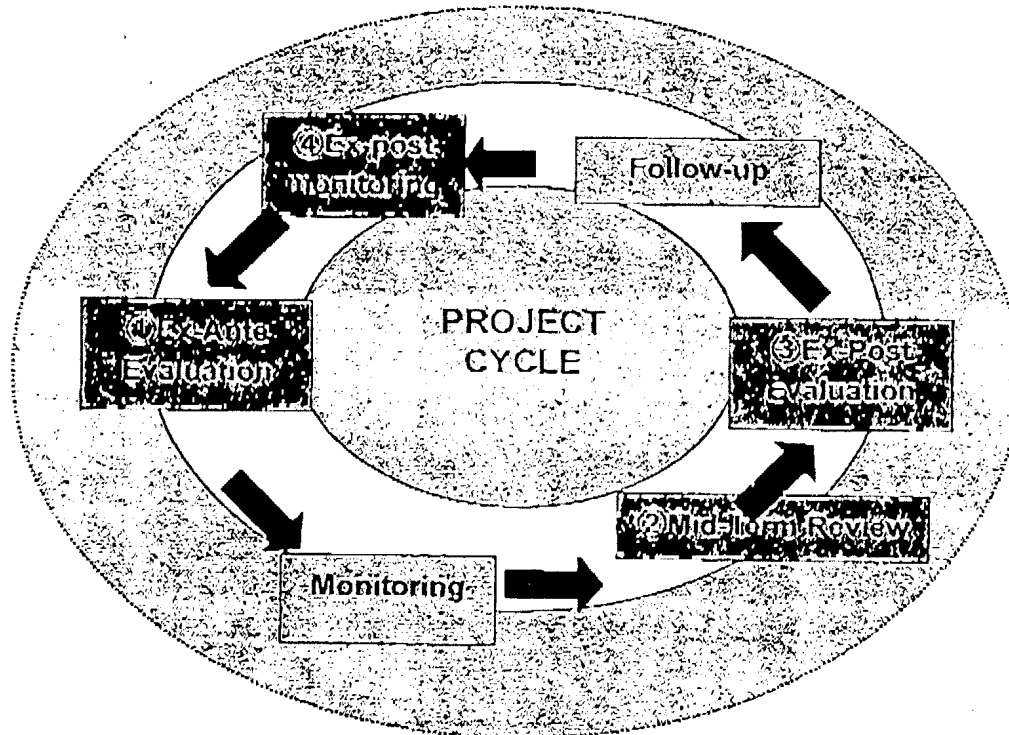 ④Ex-post
monitoring
Follow-up
①Ex-Ante
Evaluation
PROJECT
CYCLE
③Ex-Post
Evaluation
②Mid-Term Review
Monitoring